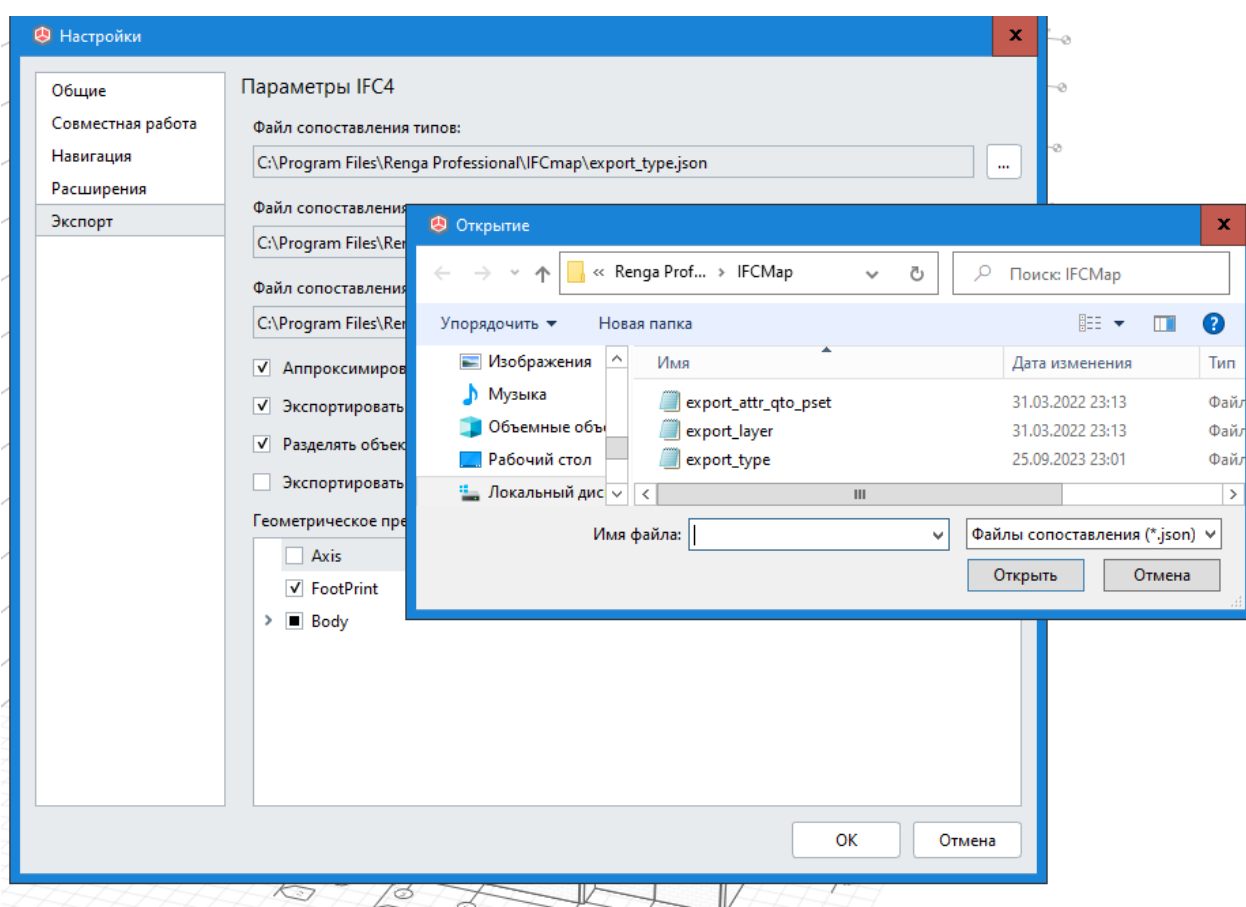 Настройки
Общие
Совместная работа
Навигация
Расширения
Экспорт
Параметры IFC4
Файл сопоставления типов:
C:\Program Files\Renga Professional\IFCmap\export_type.json
...
Файл сопоставления
C:\Program Files\Rer
Файл сопоставления
C:\Program Files\Rer
Аппроксимиров
Экспортировать
Разделять объек
Экспортировать
Геометрическое пре
Axis
FootPrint
Body
OK
Отмена
Открытие
« Renga Prof... › IFCMap
Поиск: IFCMap
Упорядочить
Новая папка
Изображения
Музыка
Объемные объ
Рабочий стол
Локальный дис
Имя
Дата изменения
Тип
export_attr_qto_pset
31.03.2022 23:13
Файл
export_layer
31.03.2022 23:13
Файл
export_type
25.09.2023 23:01
Файл
Имя файла:
Файлы сопоставления (*.json)
Открыть
Отмена